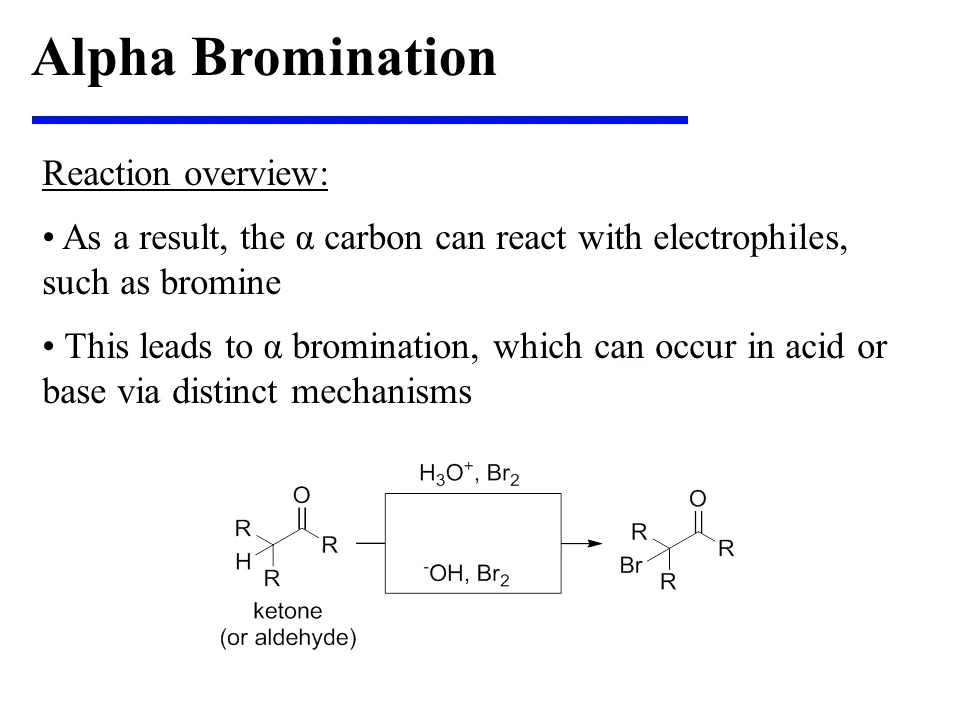 Alpha Bromination
Reaction overview:
• As a result, the α carbon can react with electrophiles,
such as bromine
• This leads to α bromination, which can occur in acid or
base via distinct mechanisms
H₃O⁺, Br₂
O
R
H
R
R
⁻OH, Br₂
ketone
(or aldehyde)
O
R
Br
R
R